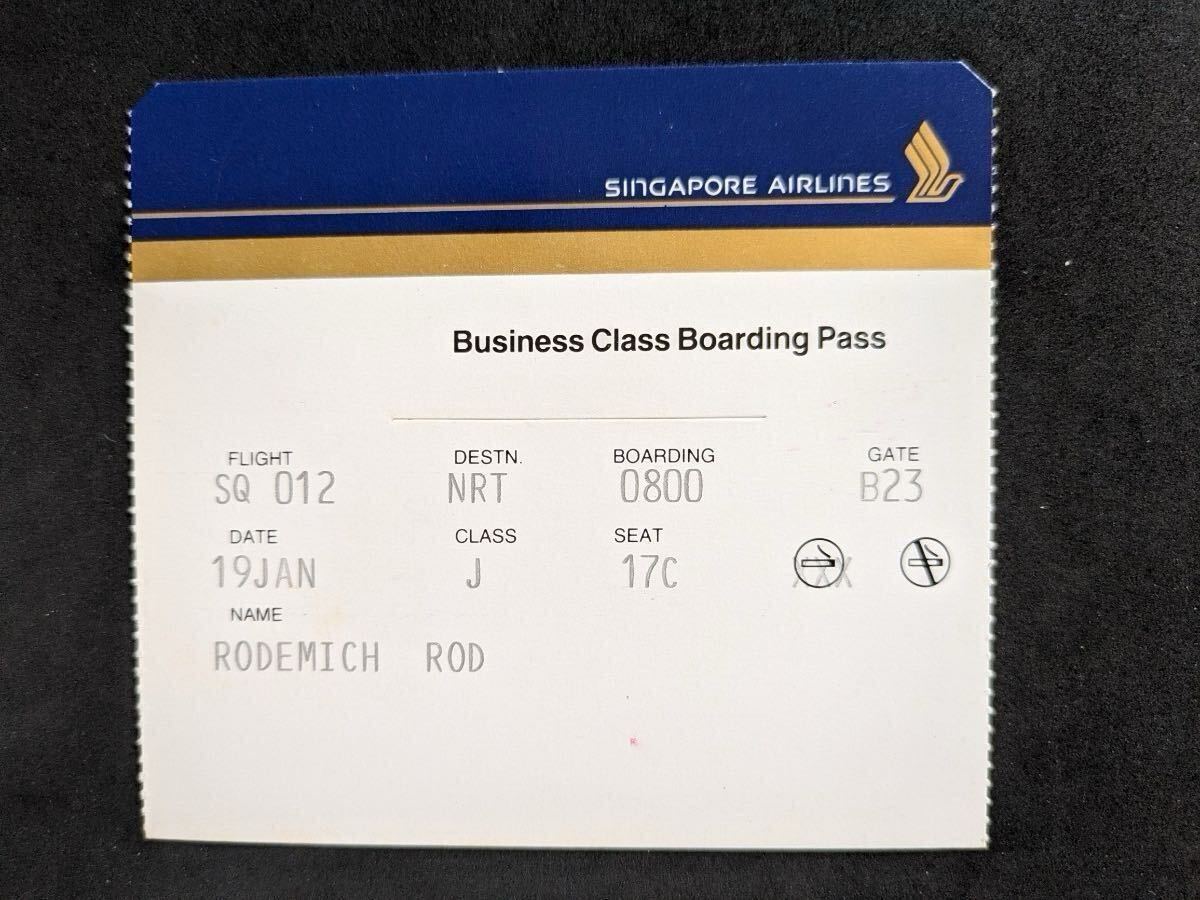 SINGAPORE AIRLINES
Business Class Boarding Pass
FLIGHT DESTN. BOARDING GATE
SQ 012 NRT 0800 B23
DATE CLASS SEAT
19JAN J 17C XXX
NAME
RODEMICH ROD